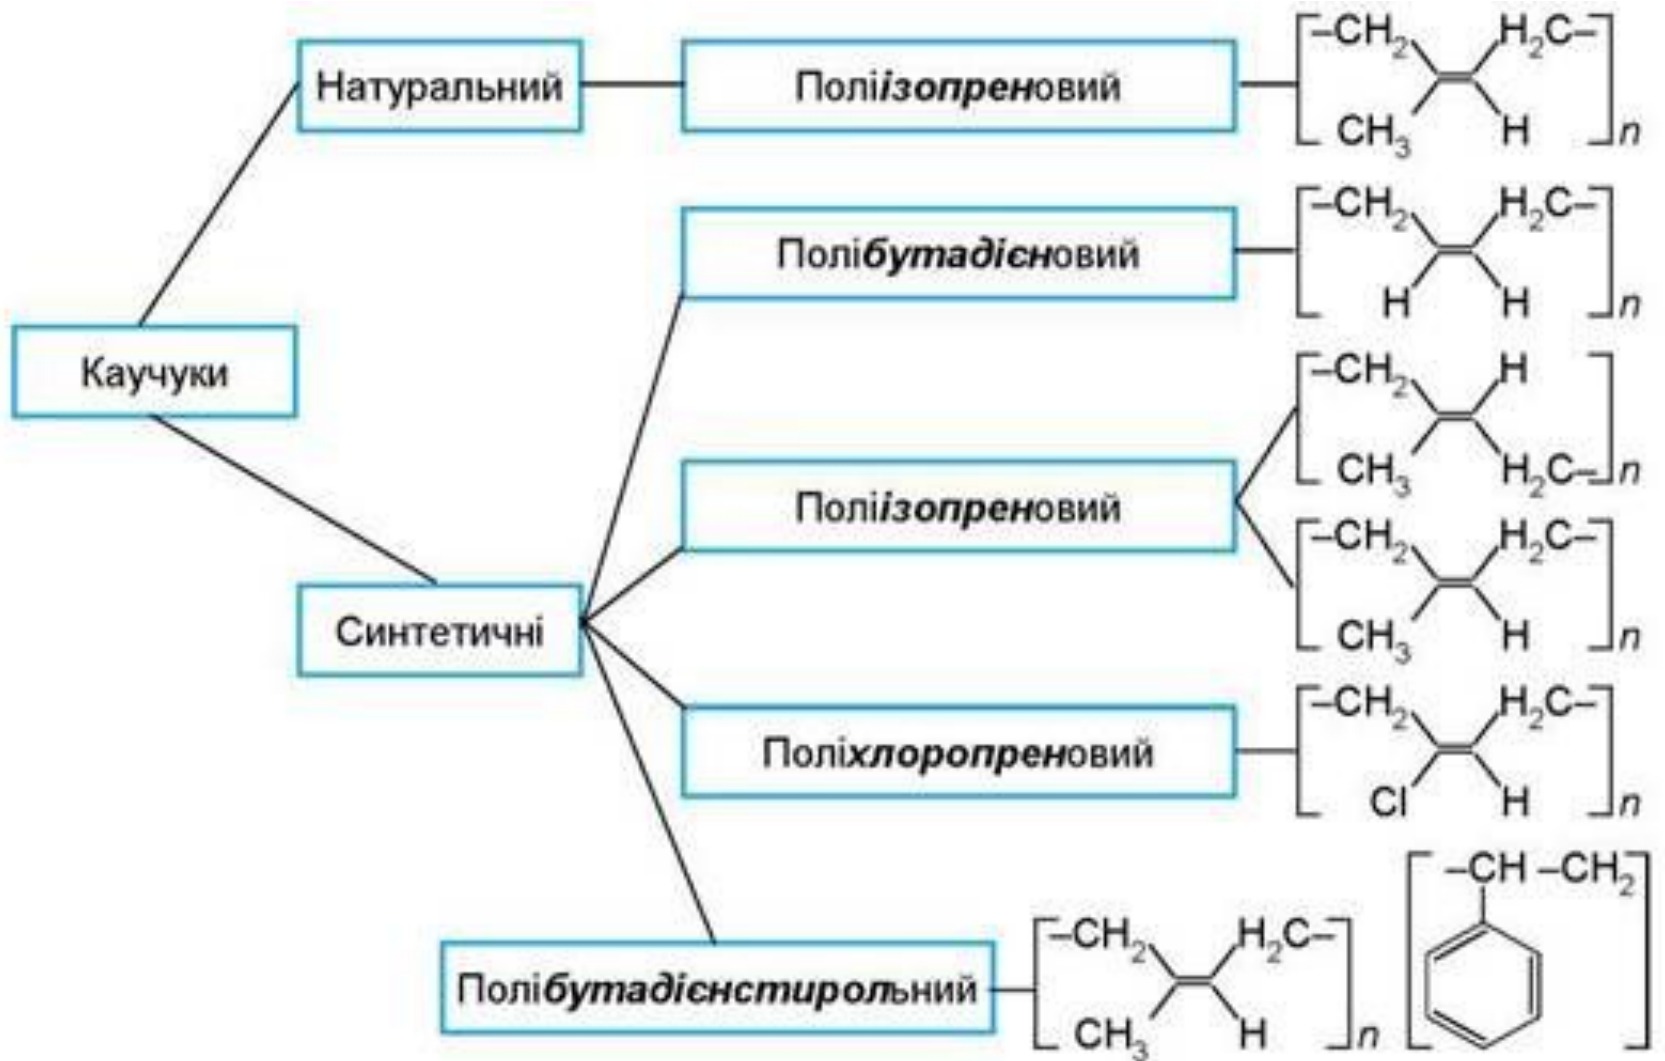 Каучуки
Натуральний
Поліізопреновий
–CH2 H2C–
CH3 H n
Полібутадієновий
–CH2 H2C–
H H n
Синтетичні
Поліізопреновий
–CH2 H
CH3 H2C– n
–CH2 H2C–
CH3 H n
Поліхлоропреновий
–CH2 H2C–
Cl H n
Полібутадієнстирольний
–CH2 H2C–
CH3 H n
–CH –CH2